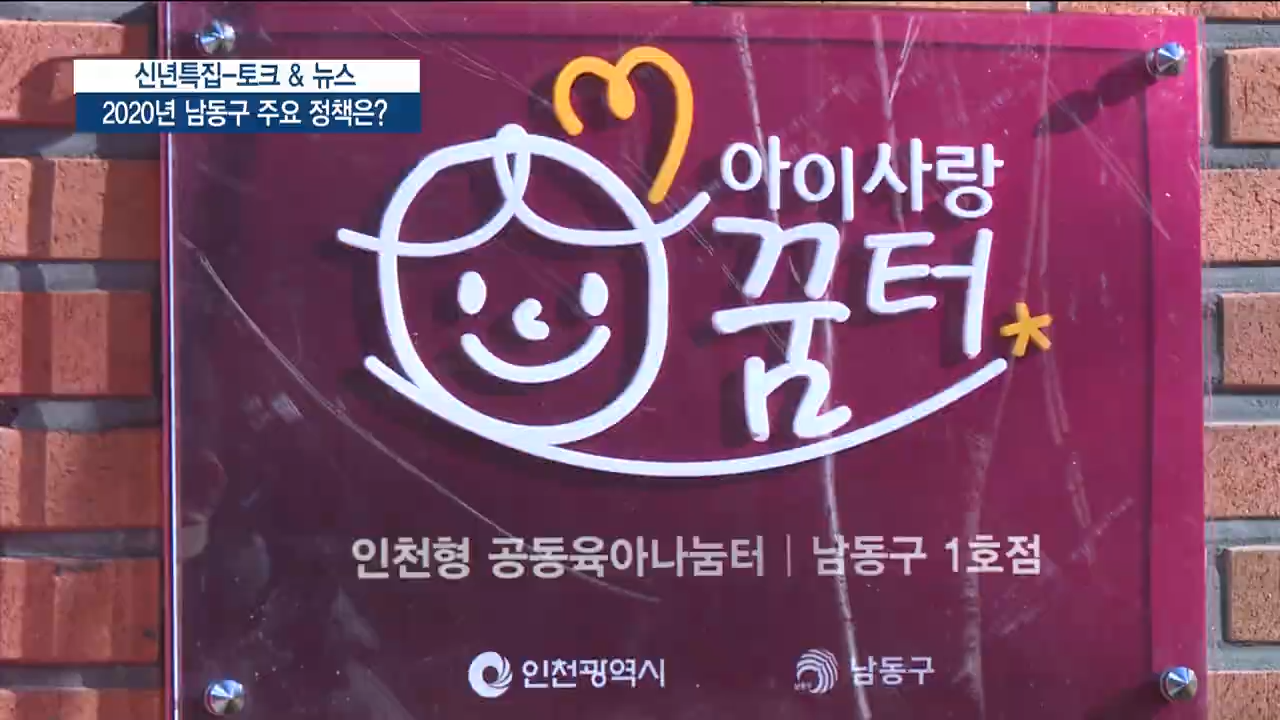 신년특집-토크 & 뉴스
2020년 남동구 주요 정책은?
아이사랑
꿈터
인천형 공동육아나눔터 | 남동구 1호점
인천광역시 남동구